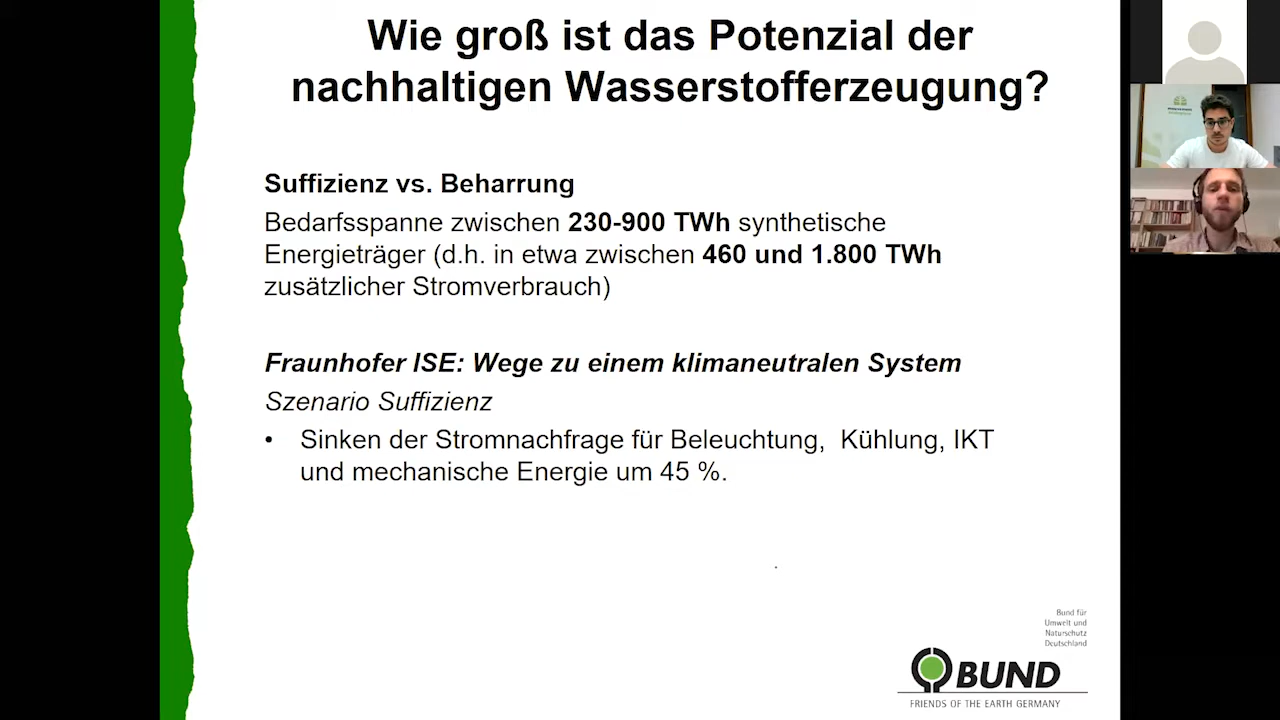 Wie groß ist das Potenzial der
nachhaltigen Wasserstofferzeugung?
Suffizienz vs. Beharrung
Bedarfsspanne zwischen 230-900 TWh synthetische
Energieträger (d.h. in etwa zwischen 460 und 1.800 TWh
zusätzlicher Stromverbrauch)
Fraunhofer ISE: Wege zu einem klimaneutralen System
Szenario Suffizienz
• Sinken der Stromnachfrage für Beleuchtung, Kühlung, IKT
und mechanische Energie um 45 %.
Bund für
Umwelt und
Naturschutz
Deutschland
BUND
FRIENDS OF THE EARTH GERMANY